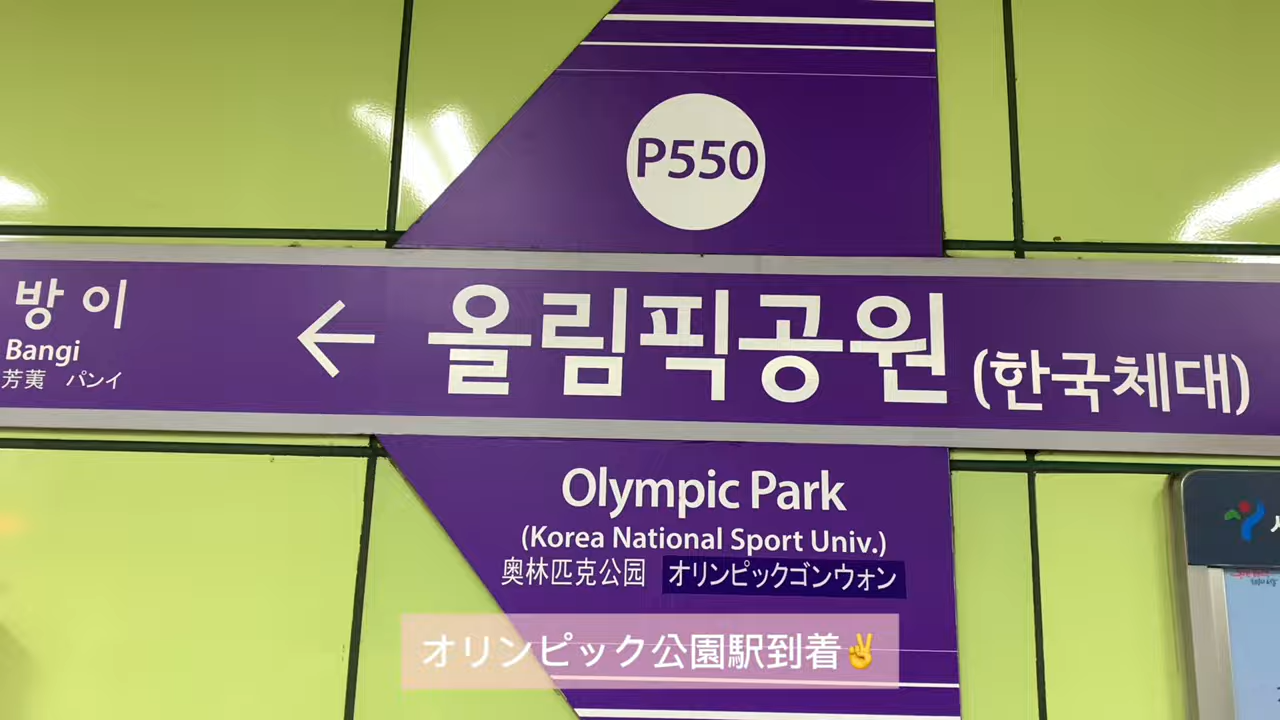 P550
방이
Bangi
芳荑 パンイ
올림픽공원 (한국체대)
Olympic Park
(Korea National Sport Univ.)
奥林匹克公园 オリンピックゴンウォン
オリンピック公園駅到着✌️